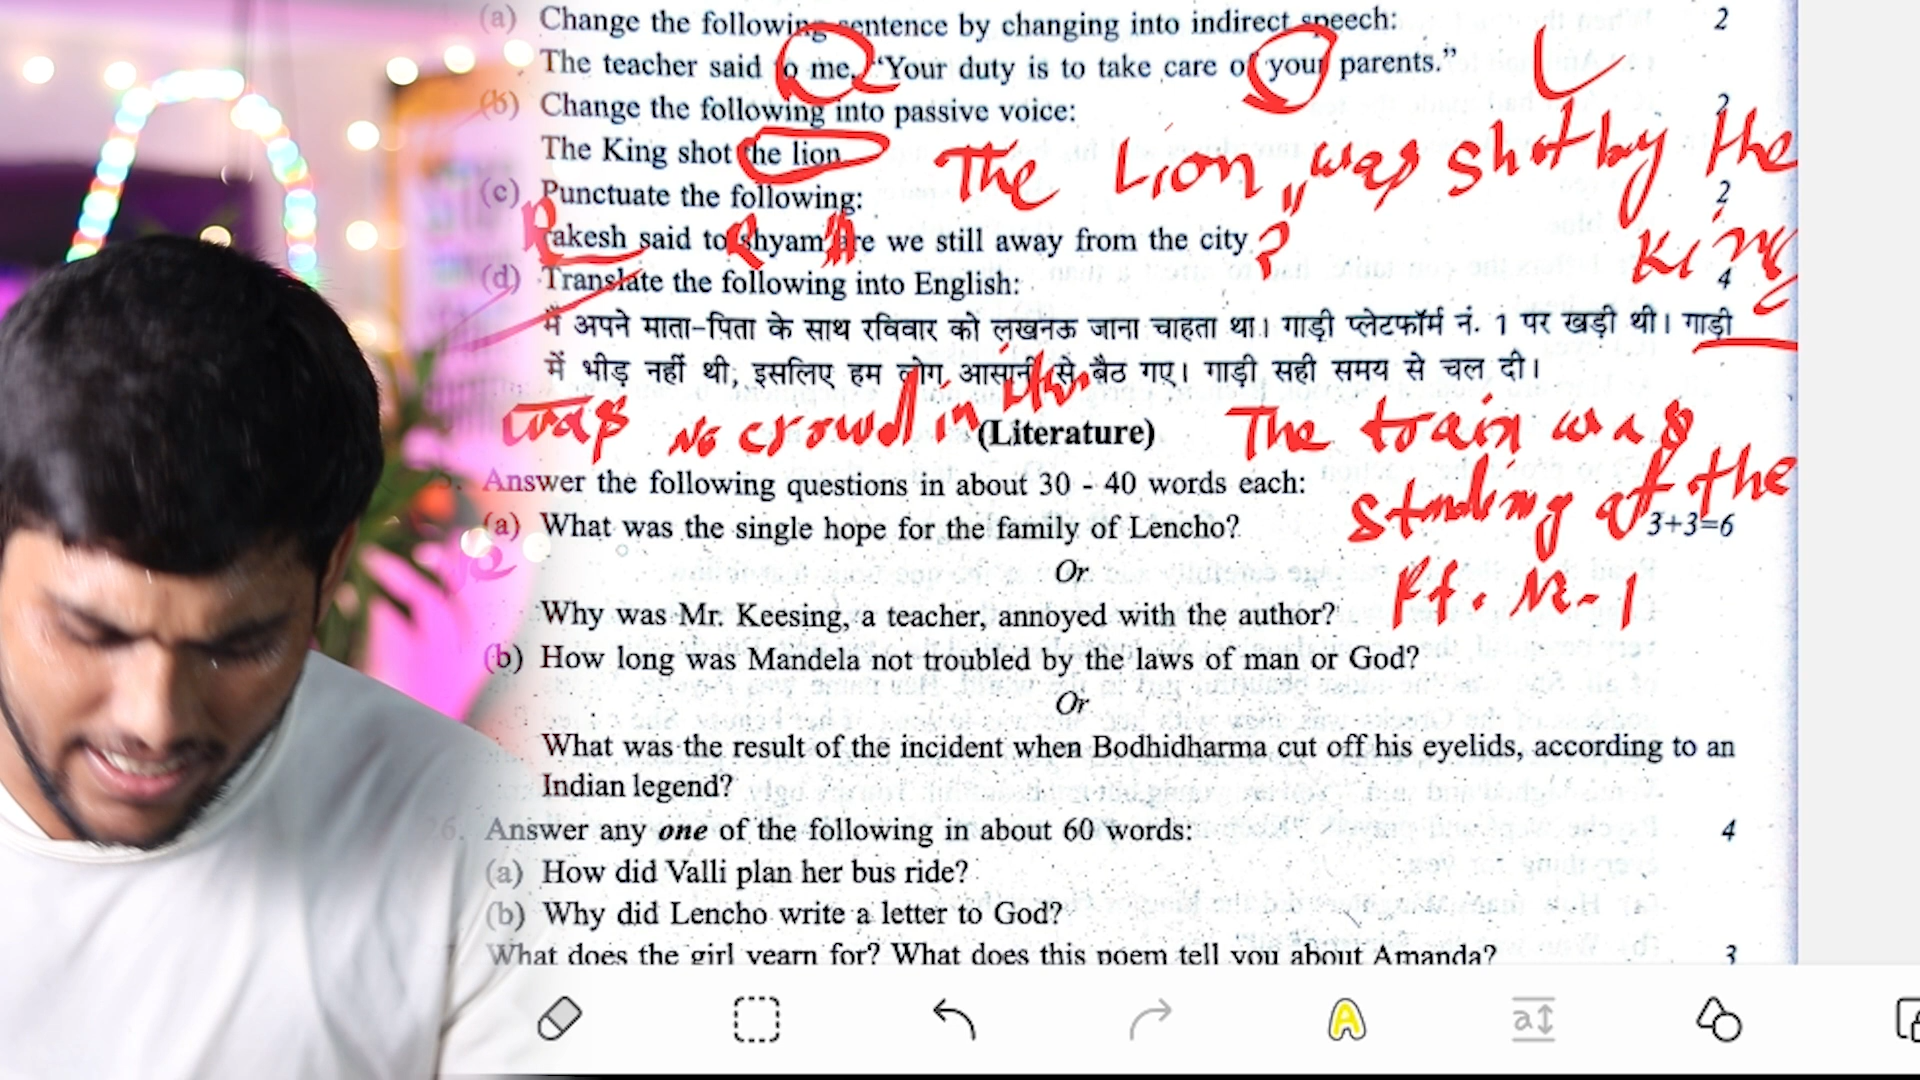 (a) Change the following sentence by changing into indirect speech: 2
The teacher said to me, “Your duty is to take care of your parents.”
(b) Change the following into passive voice: 2
The King shot the lion The Lion was shot by the
(c) Punctuate the following: 2
Rakesh said to shyam Are we still away from the city ? King
(d) Translate the following into English: 4
मैं अपने माता-पिता के साथ रविवार को लखनऊ जाना चाहता था। गाड़ी प्लेटफॉर्म नं. 1 पर खड़ी थी। गाड़ी
में भीड़ नहीं थी, इसलिए हम लोग आसानी से बैठ गए। गाड़ी सही समय से चल दी।
was No crowd in
(Literature) The train was
Answer the following questions in about 30 - 40 words each: at the
(a) What was the single hope for the family of Lencho? 3+3=6
Or
Why was Mr. Keesing, a teacher, annoyed with the author?
(b) How long was Mandela not troubled by the laws of man or God?
Or
What was the result of the incident when Bodhidharma cut off his eyelids, according to an
Indian legend?
26. Answer any one of the following in about 60 words: 4
(a) How did Valli plan her bus ride?
(b) Why did Lencho write a letter to God?
What does the girl yearn for? What does this poem tell you about Amanda? 3
A
a